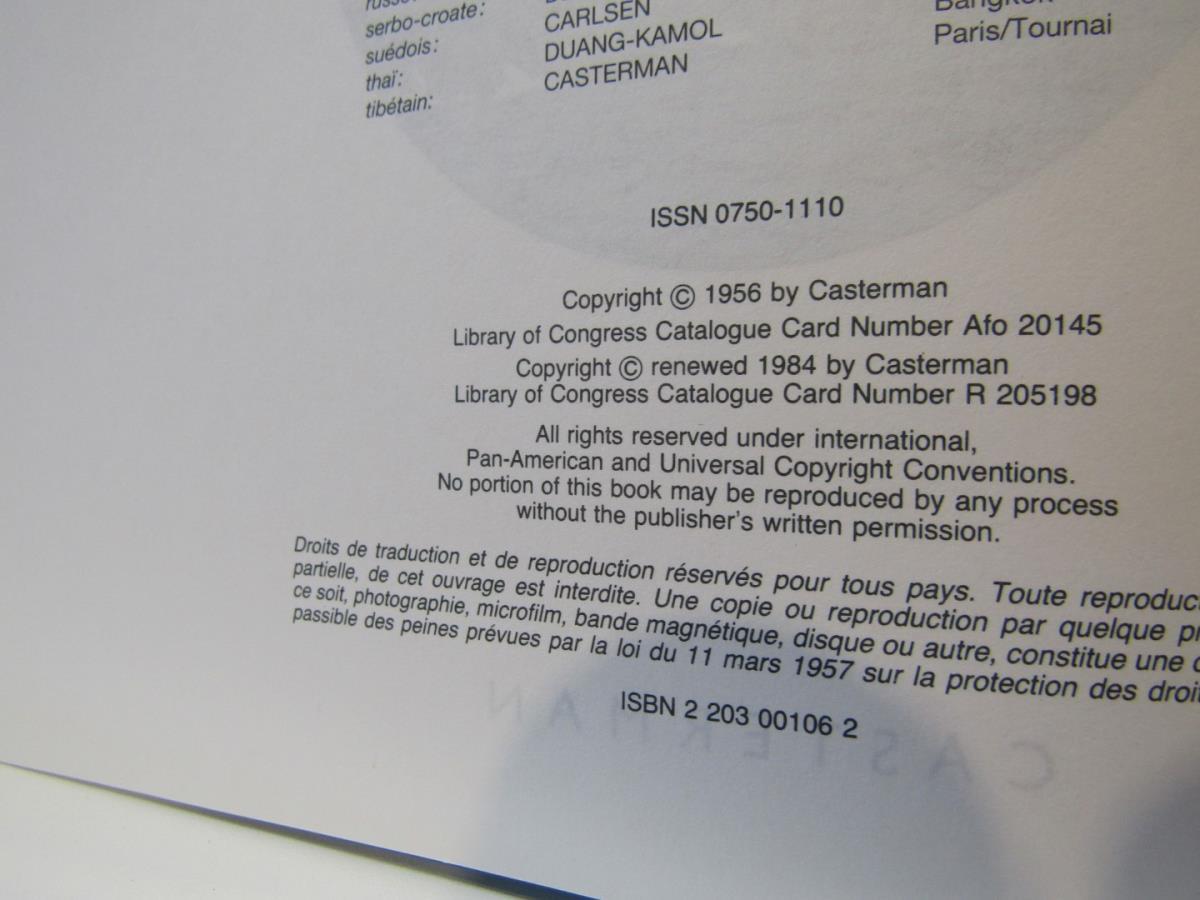 serbo-croate:
suédois: CARLSEN
thaï: DUANG-KAMOL Bangkok
tibétain: CASTERMAN Paris/Tournai
ISSN 0750-1110
Copyright © 1956 by Casterman
Library of Congress Catalogue Card Number Afo 20145
Copyright © renewed 1984 by Casterman
Library of Congress Catalogue Card Number R 205198
All rights reserved under international,
Pan-American and Universal Copyright Conventions.
No portion of this book may be reproduced by any process
without the publisher's written permission.
Droits de traduction et de reproduction réservés pour tous pays. Toute reproduc
partielle, de cet ouvrage est interdite. Une copie ou reproduction par quelque pr
ce soit, photographie, microfilm, bande magnétique, disque ou autre, constitue une c
passible des peines prévues par la loi du 11 mars 1957 sur la protection des droit
ISBN 2 203 00106 2
CASTERMAN